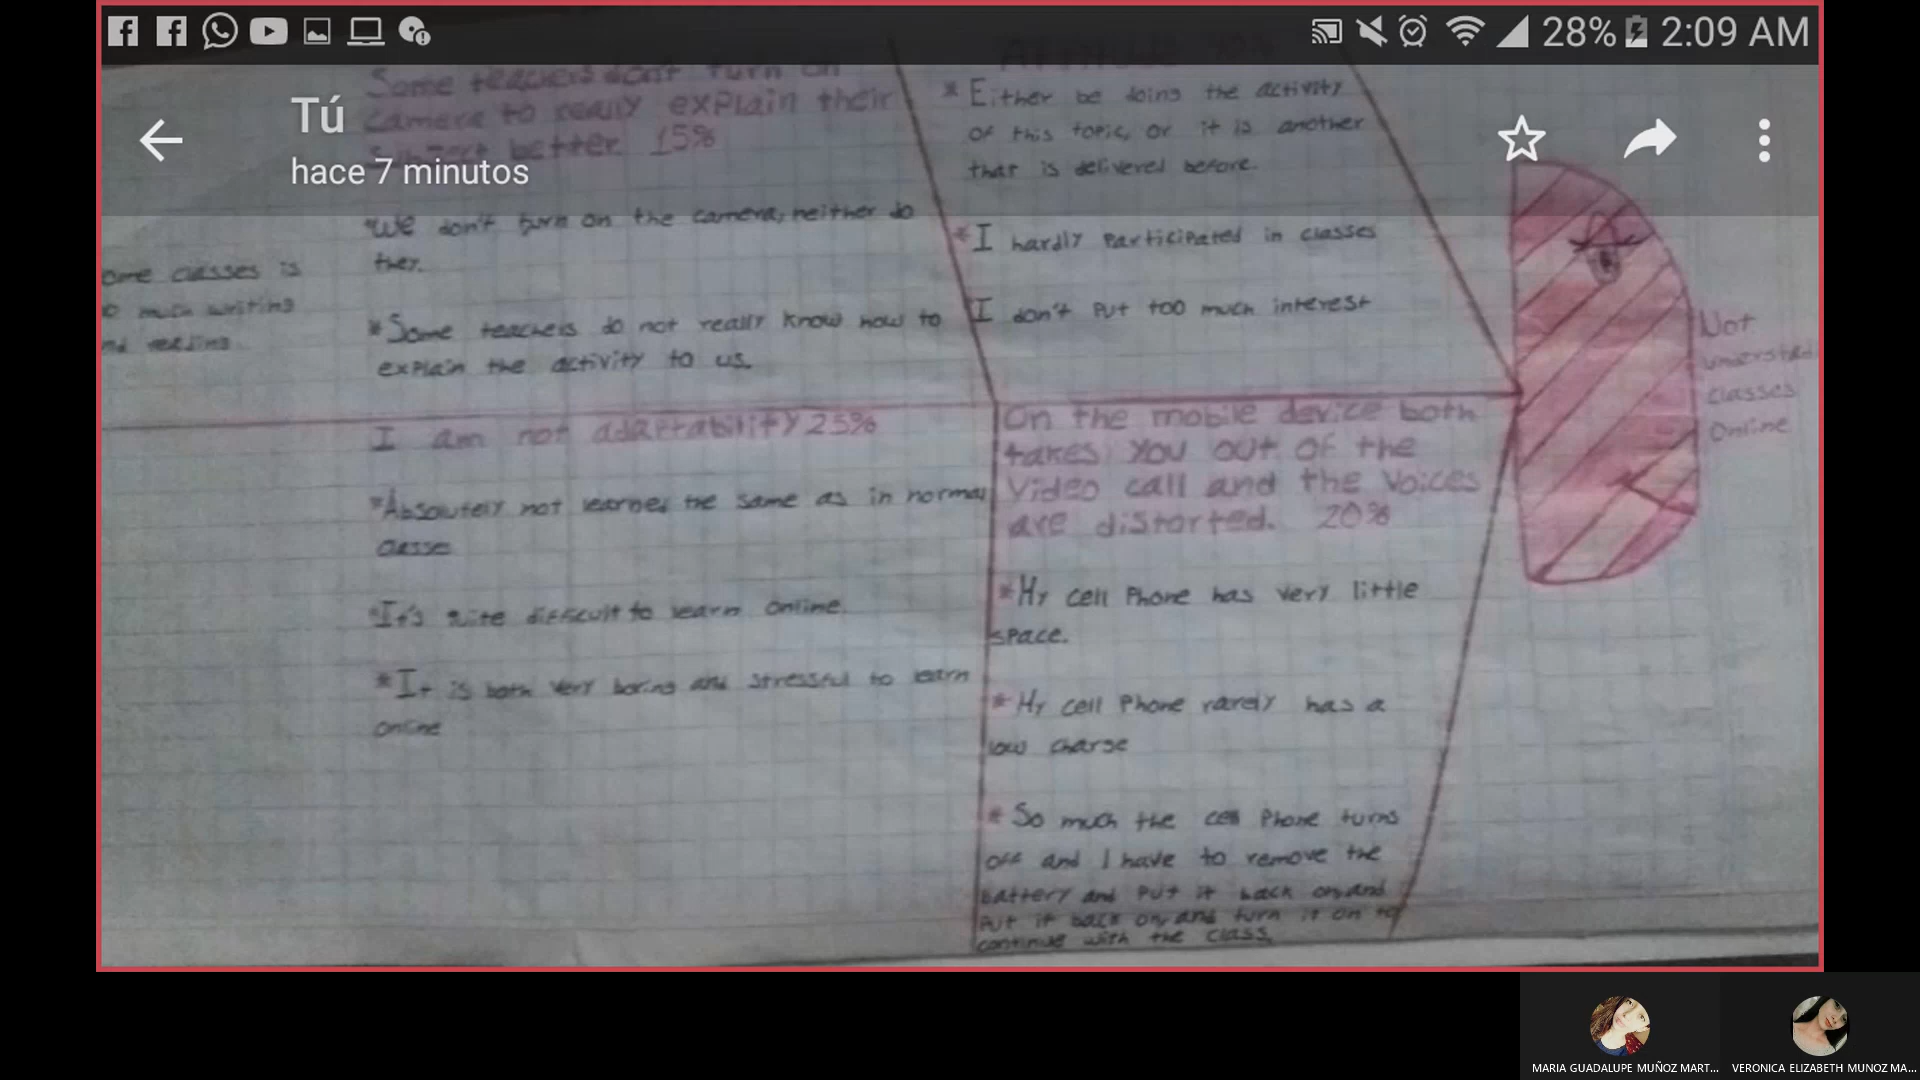 28% 2:09 AM
Tú
hace 7 minutos
Some teachers don't turn on
camera to really explain their
better 15%
*We don't turn on the camera, neither do
they.
*Some teachers do not really know how to
explain the activity to us.
ome classes is
o much writing
nd reading
*Either be doing the activity
of this topic, or it is another
that is delivered before.
*I hardly participated in classes
I don't put too much interest
I am not adaptability 25%
*Absolutely not learned the same as in normal
classe
*It's quite difficult to learn online.
*It is both very boring and stressful to learn
online
On the mobile device both
takes you out of the
video call and the voices
are distorted. 20%
*My cell phone has very little
space.
*My cell phone rarely has a
low charge
*So much the cell phone turns
off and I have to remove the
battery and put it back on, and
put it back on, and turn it on to
continue with the class.
Not
classes
Online
MARIA GUADALUPE MUÑOZ MART...
VERONICA ELIZABETH MUNOZ MA...